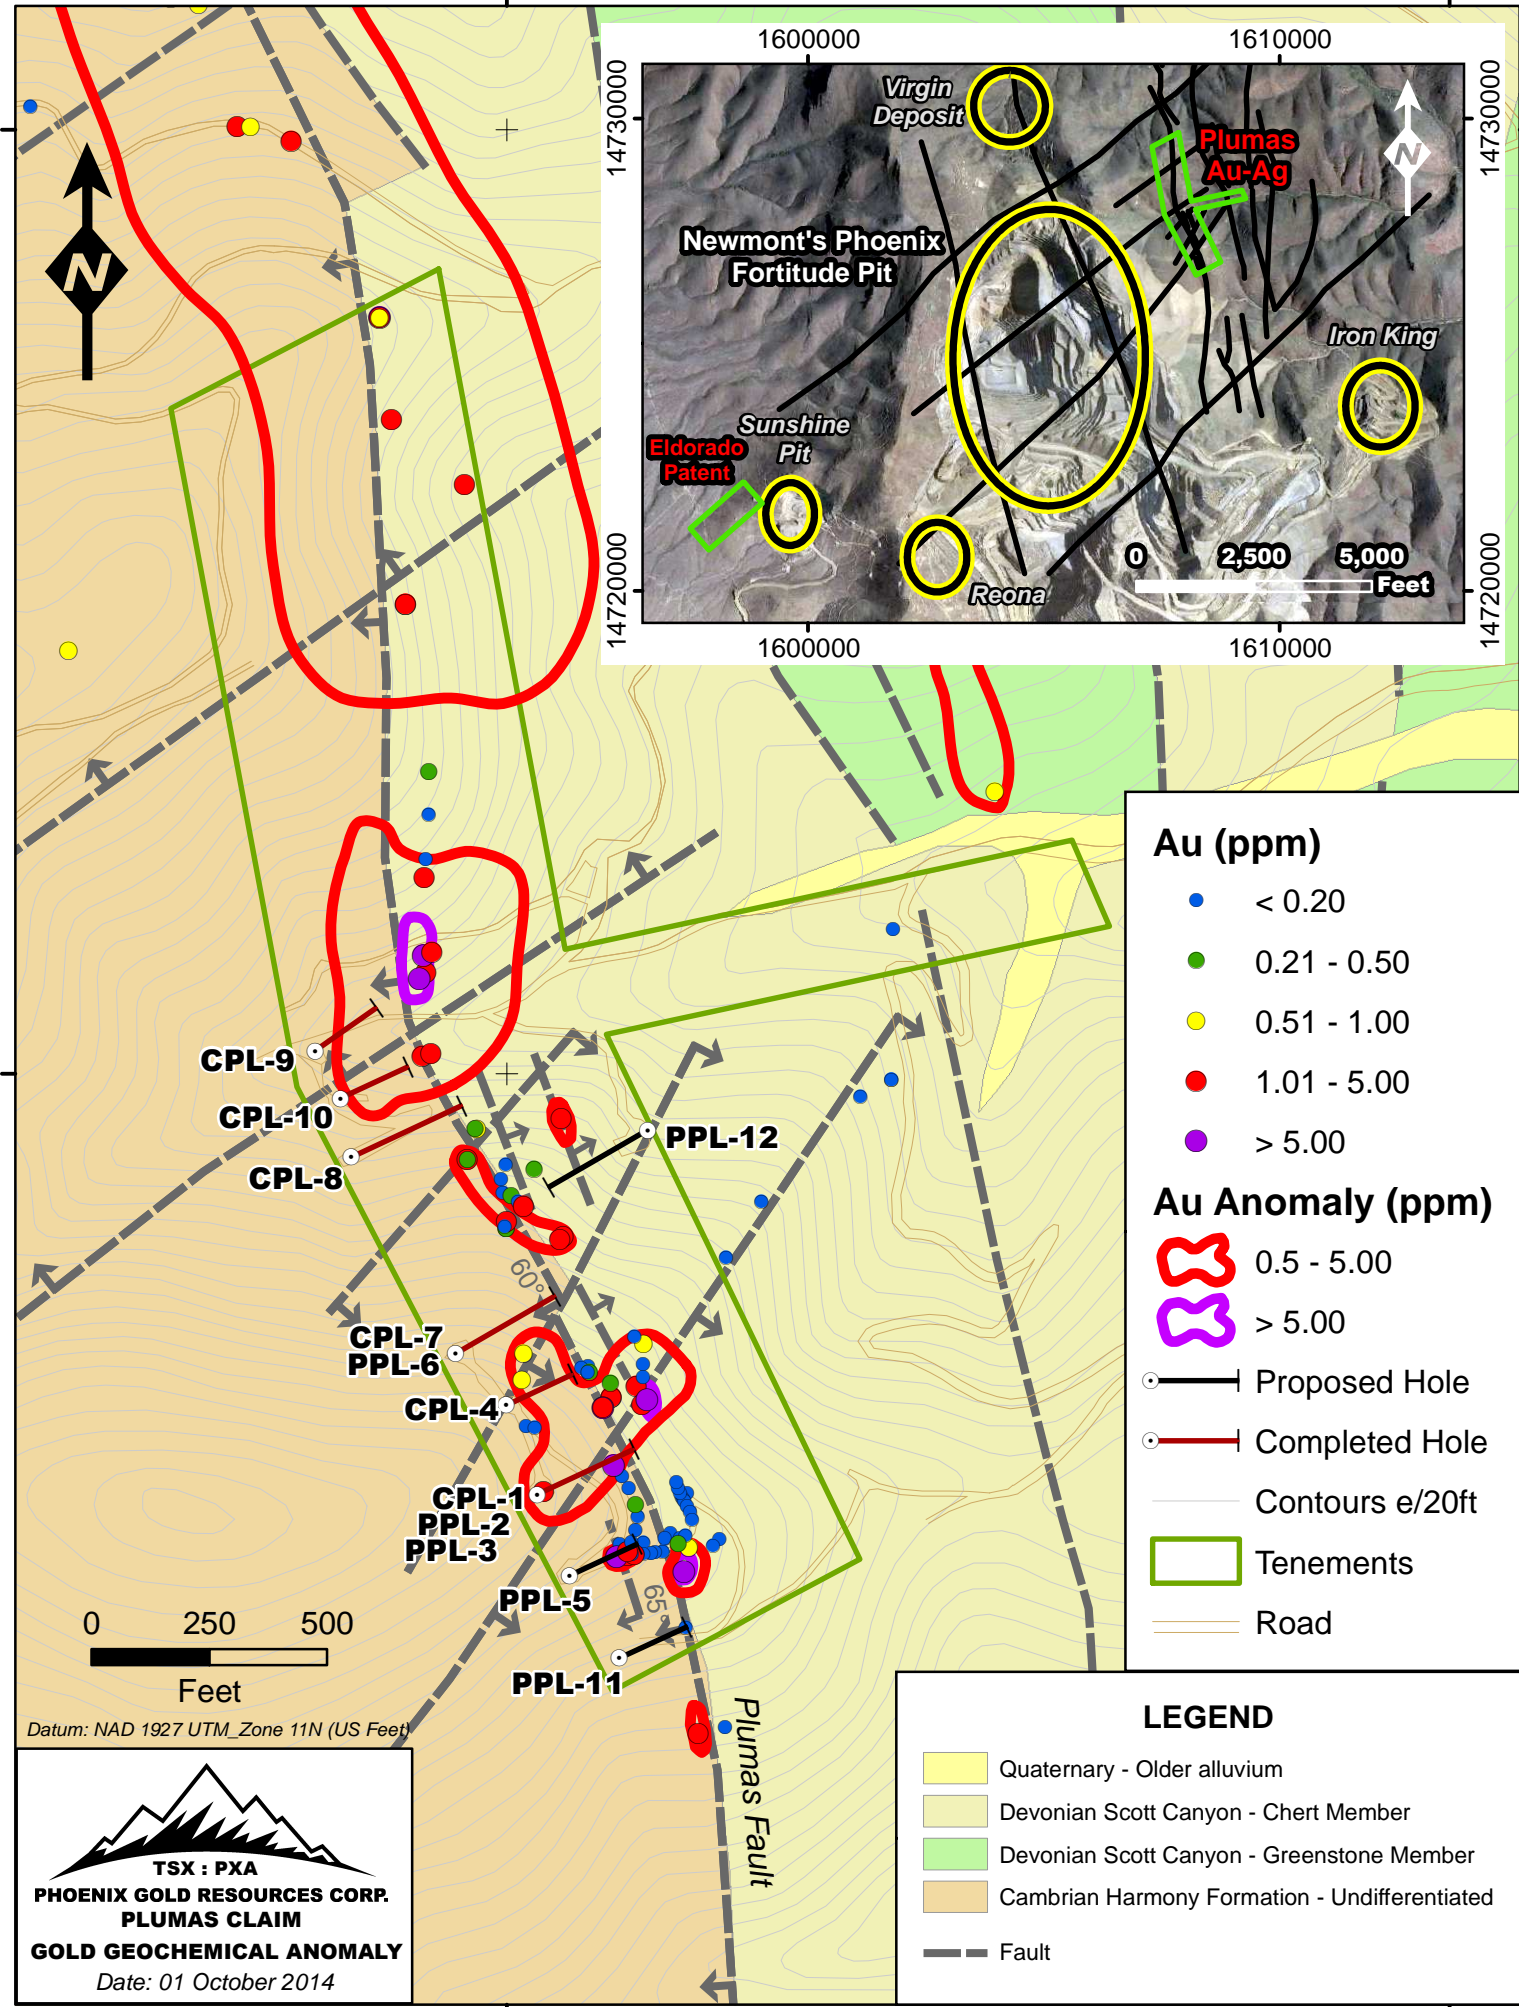 1600000
1610000
14730000
14730000
Virgin
Deposit
Plumas
Au-Ag
N
Newmont's Phoenix
Fortitude Pit
Iron King
Sunshine
Pit
Eldorado
Patent
Reona
0 2,500 5,000
Feet
14720000
14720000
1600000
1610000
N
Au (ppm)
< 0.20
0.21 - 0.50
0.51 - 1.00
1.01 - 5.00
> 5.00
Au Anomaly (ppm)
0.5 - 5.00
> 5.00
Proposed Hole
Completed Hole
Contours e/20ft
Tenements
Road
CPL-9
CPL-10
CPL-8
PPL-12
60°
CPL-7
PPL-6
CPL-4
CPL-1
PPL-2
PPL-3
PPL-5
65°
PPL-11
Plumas Fault
0 250 500
Feet
Datum: NAD 1927 UTM_Zone 11N (US Feet)
TSX : PXA
PHOENIX GOLD RESOURCES CORP.
PLUMAS CLAIM
GOLD GEOCHEMICAL ANOMALY
Date: 01 October 2014
LEGEND
Quaternary - Older alluvium
Devonian Scott Canyon - Chert Member
Devonian Scott Canyon - Greenstone Member
Cambrian Harmony Formation - Undifferentiated
Fault